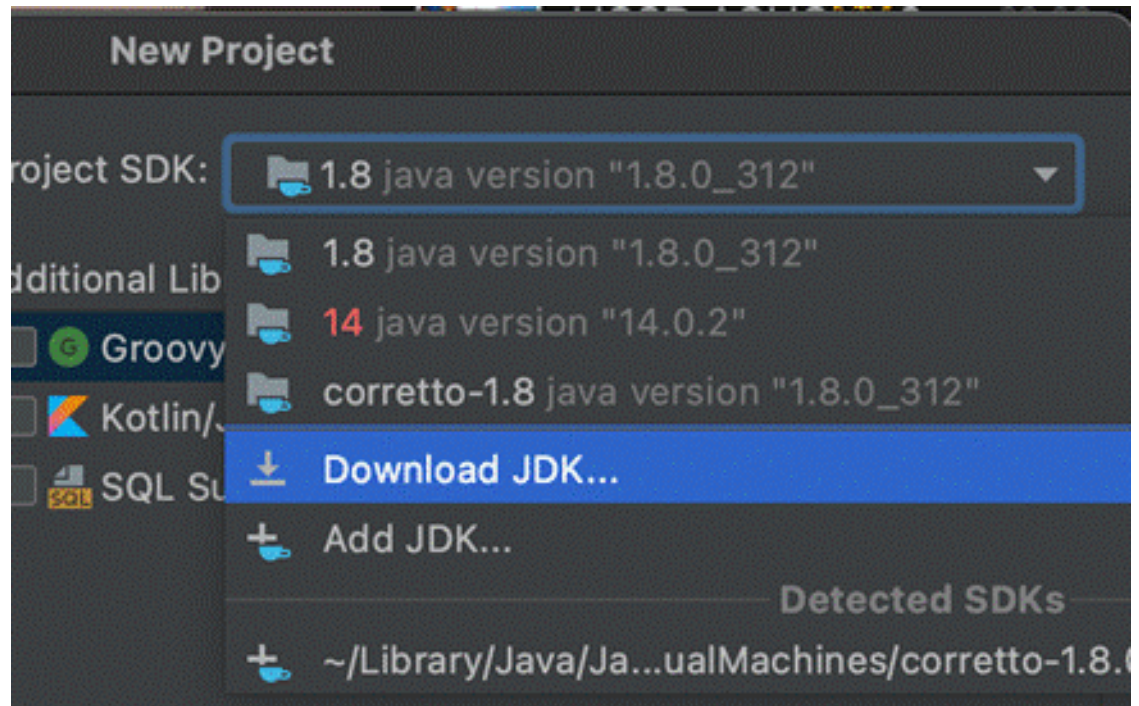 New Project
roject SDK: 1.8 java version "1.8.0_312"
1.8 java version "1.8.0_312"
dditional Lib
14 java version "14.0.2"
G Groovy
corretto-1.8 java version "1.8.0_312"
Kotlin/
Download JDK...
SQL SQL Su
Add JDK...
Detected SDKs
~/Library/Java/Ja...ualMachines/corretto-1.8.